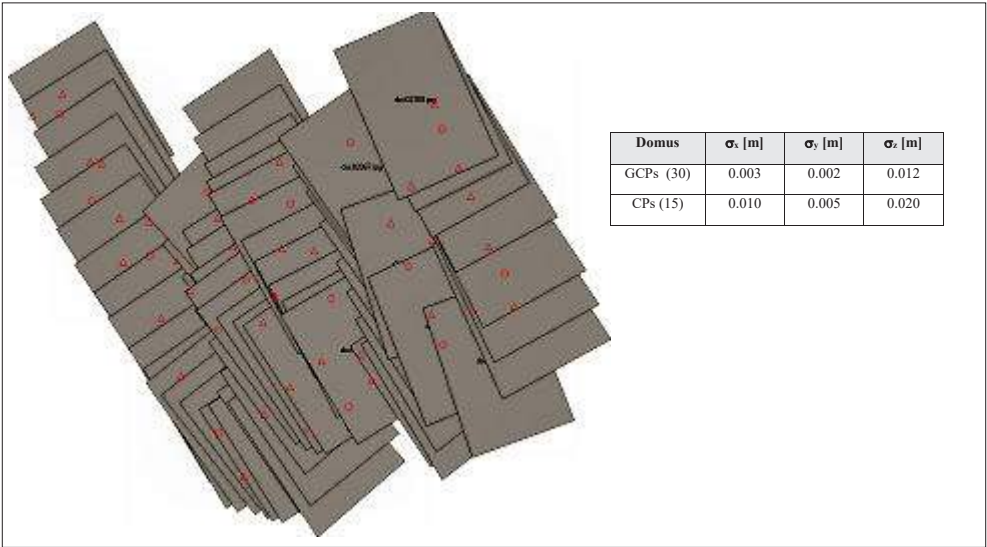 Domus σx [m] σy [m] σz [m]
GCPs (30) 0.003 0.002 0.012
CPs (15) 0.010 0.005 0.020